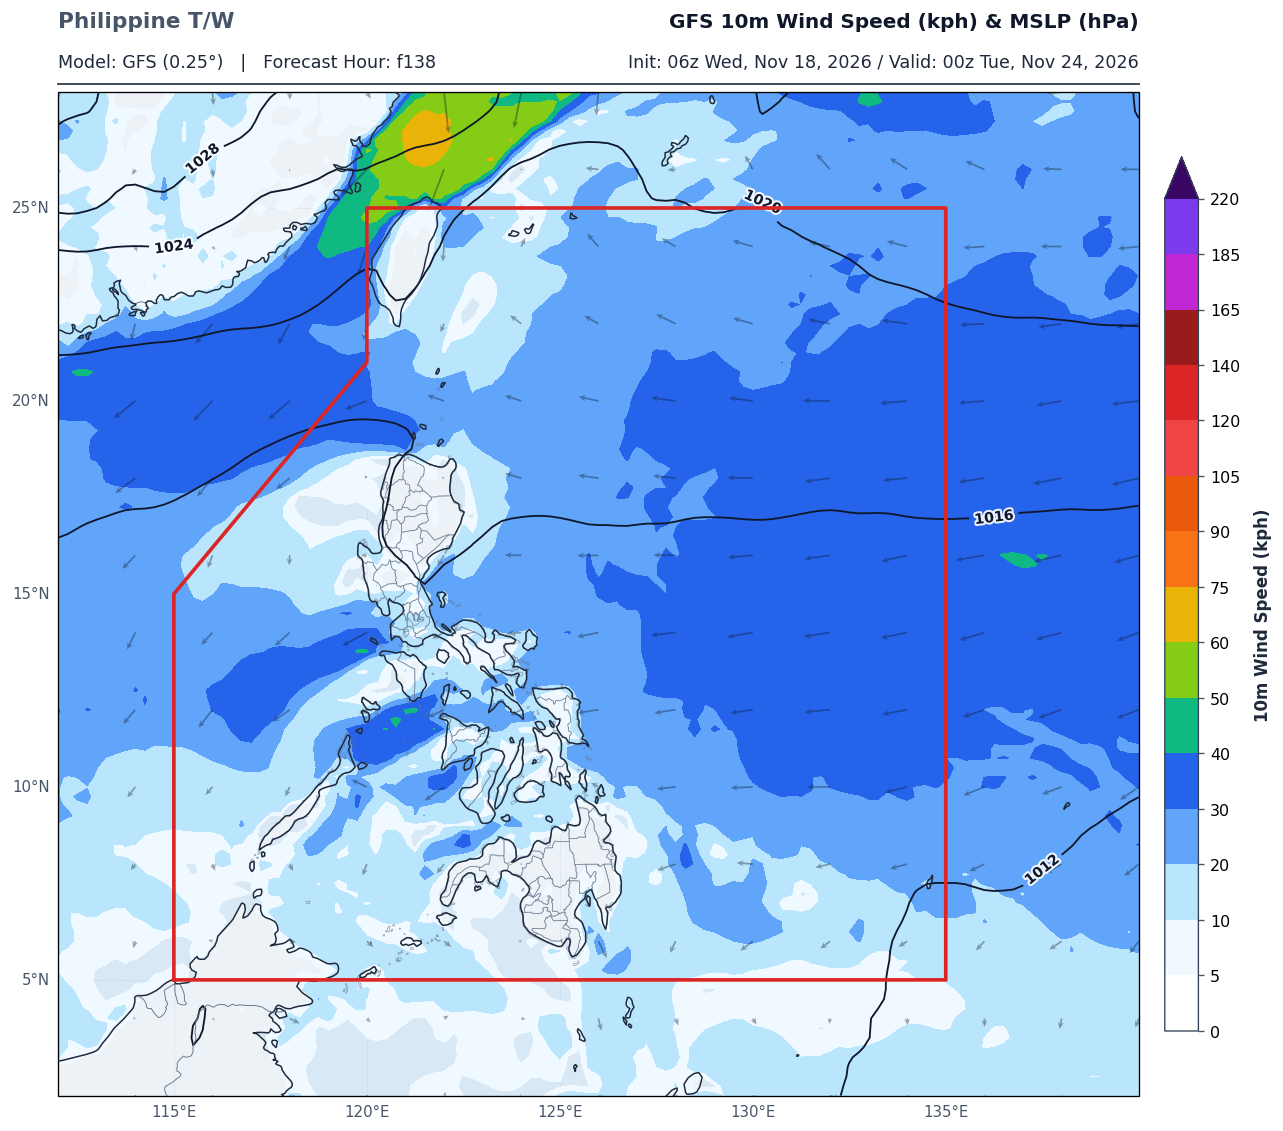 Philippine T/W
GFS 10m Wind Speed (kph) & MSLP (hPa)
Model: GFS (0.25°) | Forecast Hour: f138
Init: 06z Wed, Nov 18, 2026 / Valid: 00z Tue, Nov 24, 2026
1028
1024
1020
1016
1012
25°N
20°N
15°N
10°N
5°N
115°E
120°E
125°E
130°E
135°E
220
185
165
140
120
105
90
75
60
50
40
30
20
10
5
0
10m Wind Speed (kph)